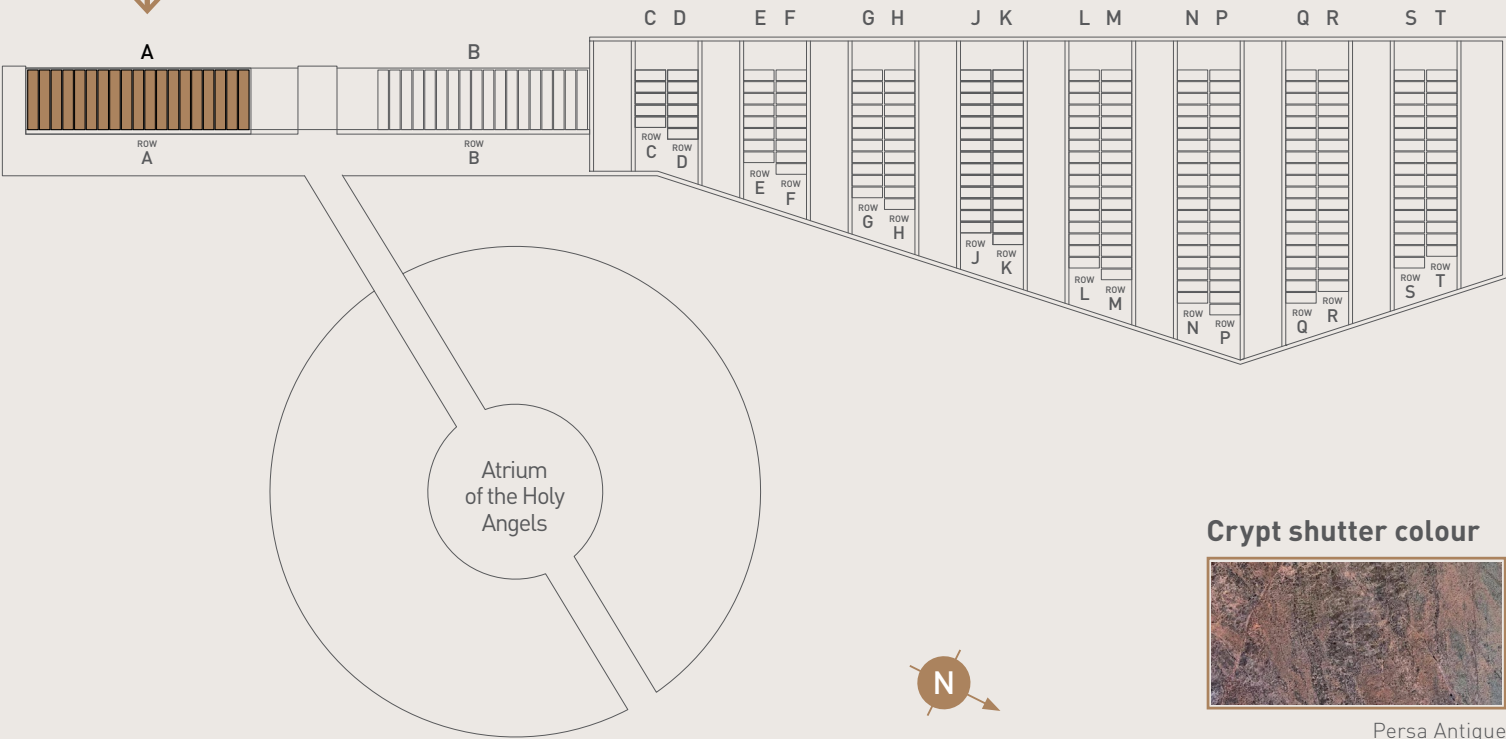 C D E F G H J K L M N P Q R S T
A B
ROW
A
ROW
B
ROW
C
ROW
D
ROW
E
ROW
F
ROW
G
ROW
H
ROW
J
ROW
K
ROW
L
ROW
M
ROW
N
ROW
P
ROW
Q
ROW
R
ROW
S
ROW
T
Atrium
of the Holy
Angels
Crypt shutter colour
N
Persa Antique